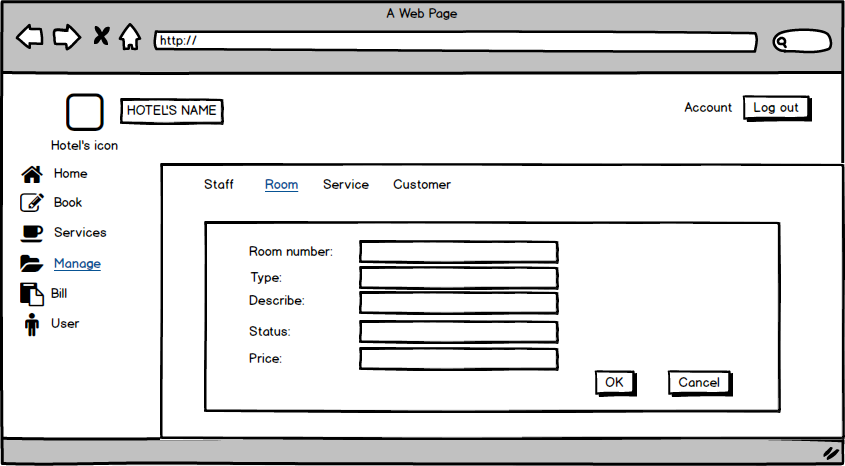 A Web Page
http://
HOTEL'S NAME
Account
Log out
Hotel's icon
Home
Book
Services
Manage
Bill
User
Staff
Room
Service
Customer
Room number:
Type:
Describe:
Status:
Price:
OK
Cancel